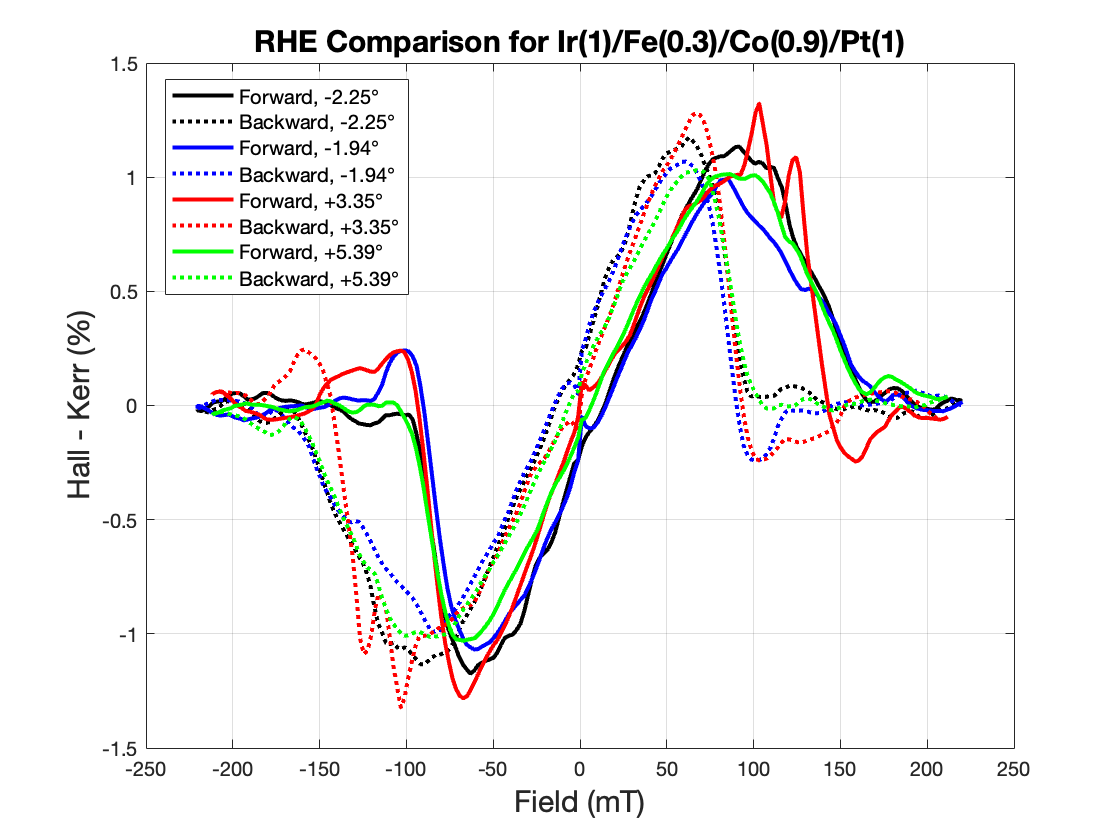 RHE Comparison for Ir(1)/Fe(0.3)/Co(0.9)/Pt(1)
Forward, -2.25°
Backward, -2.25°
Forward, -1.94°
Backward, -1.94°
Forward, +3.35°
Backward, +3.35°
Forward, +5.39°
Backward, +5.39°
Hall - Kerr (%)
1.5
1
0.5
0
-0.5
-1
-1.5
-250 -200 -150 -100 -50 0 50 100 150 200 250
Field (mT)